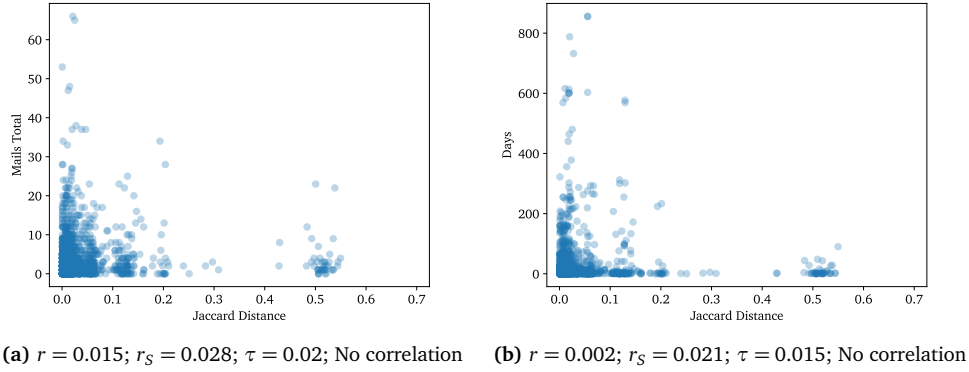 60
50
40
30
20
10
0
Mails Total
0.0 0.1 0.2 0.3 0.4 0.5 0.6 0.7
Jaccard Distance
800
600
400
200
0
Days
0.0 0.1 0.2 0.3 0.4 0.5 0.6 0.7
Jaccard Distance
(a) r = 0.015; r_S = 0.028; τ = 0.02; No correlation
(b) r = 0.002; r_S = 0.021; τ = 0.015; No correlation